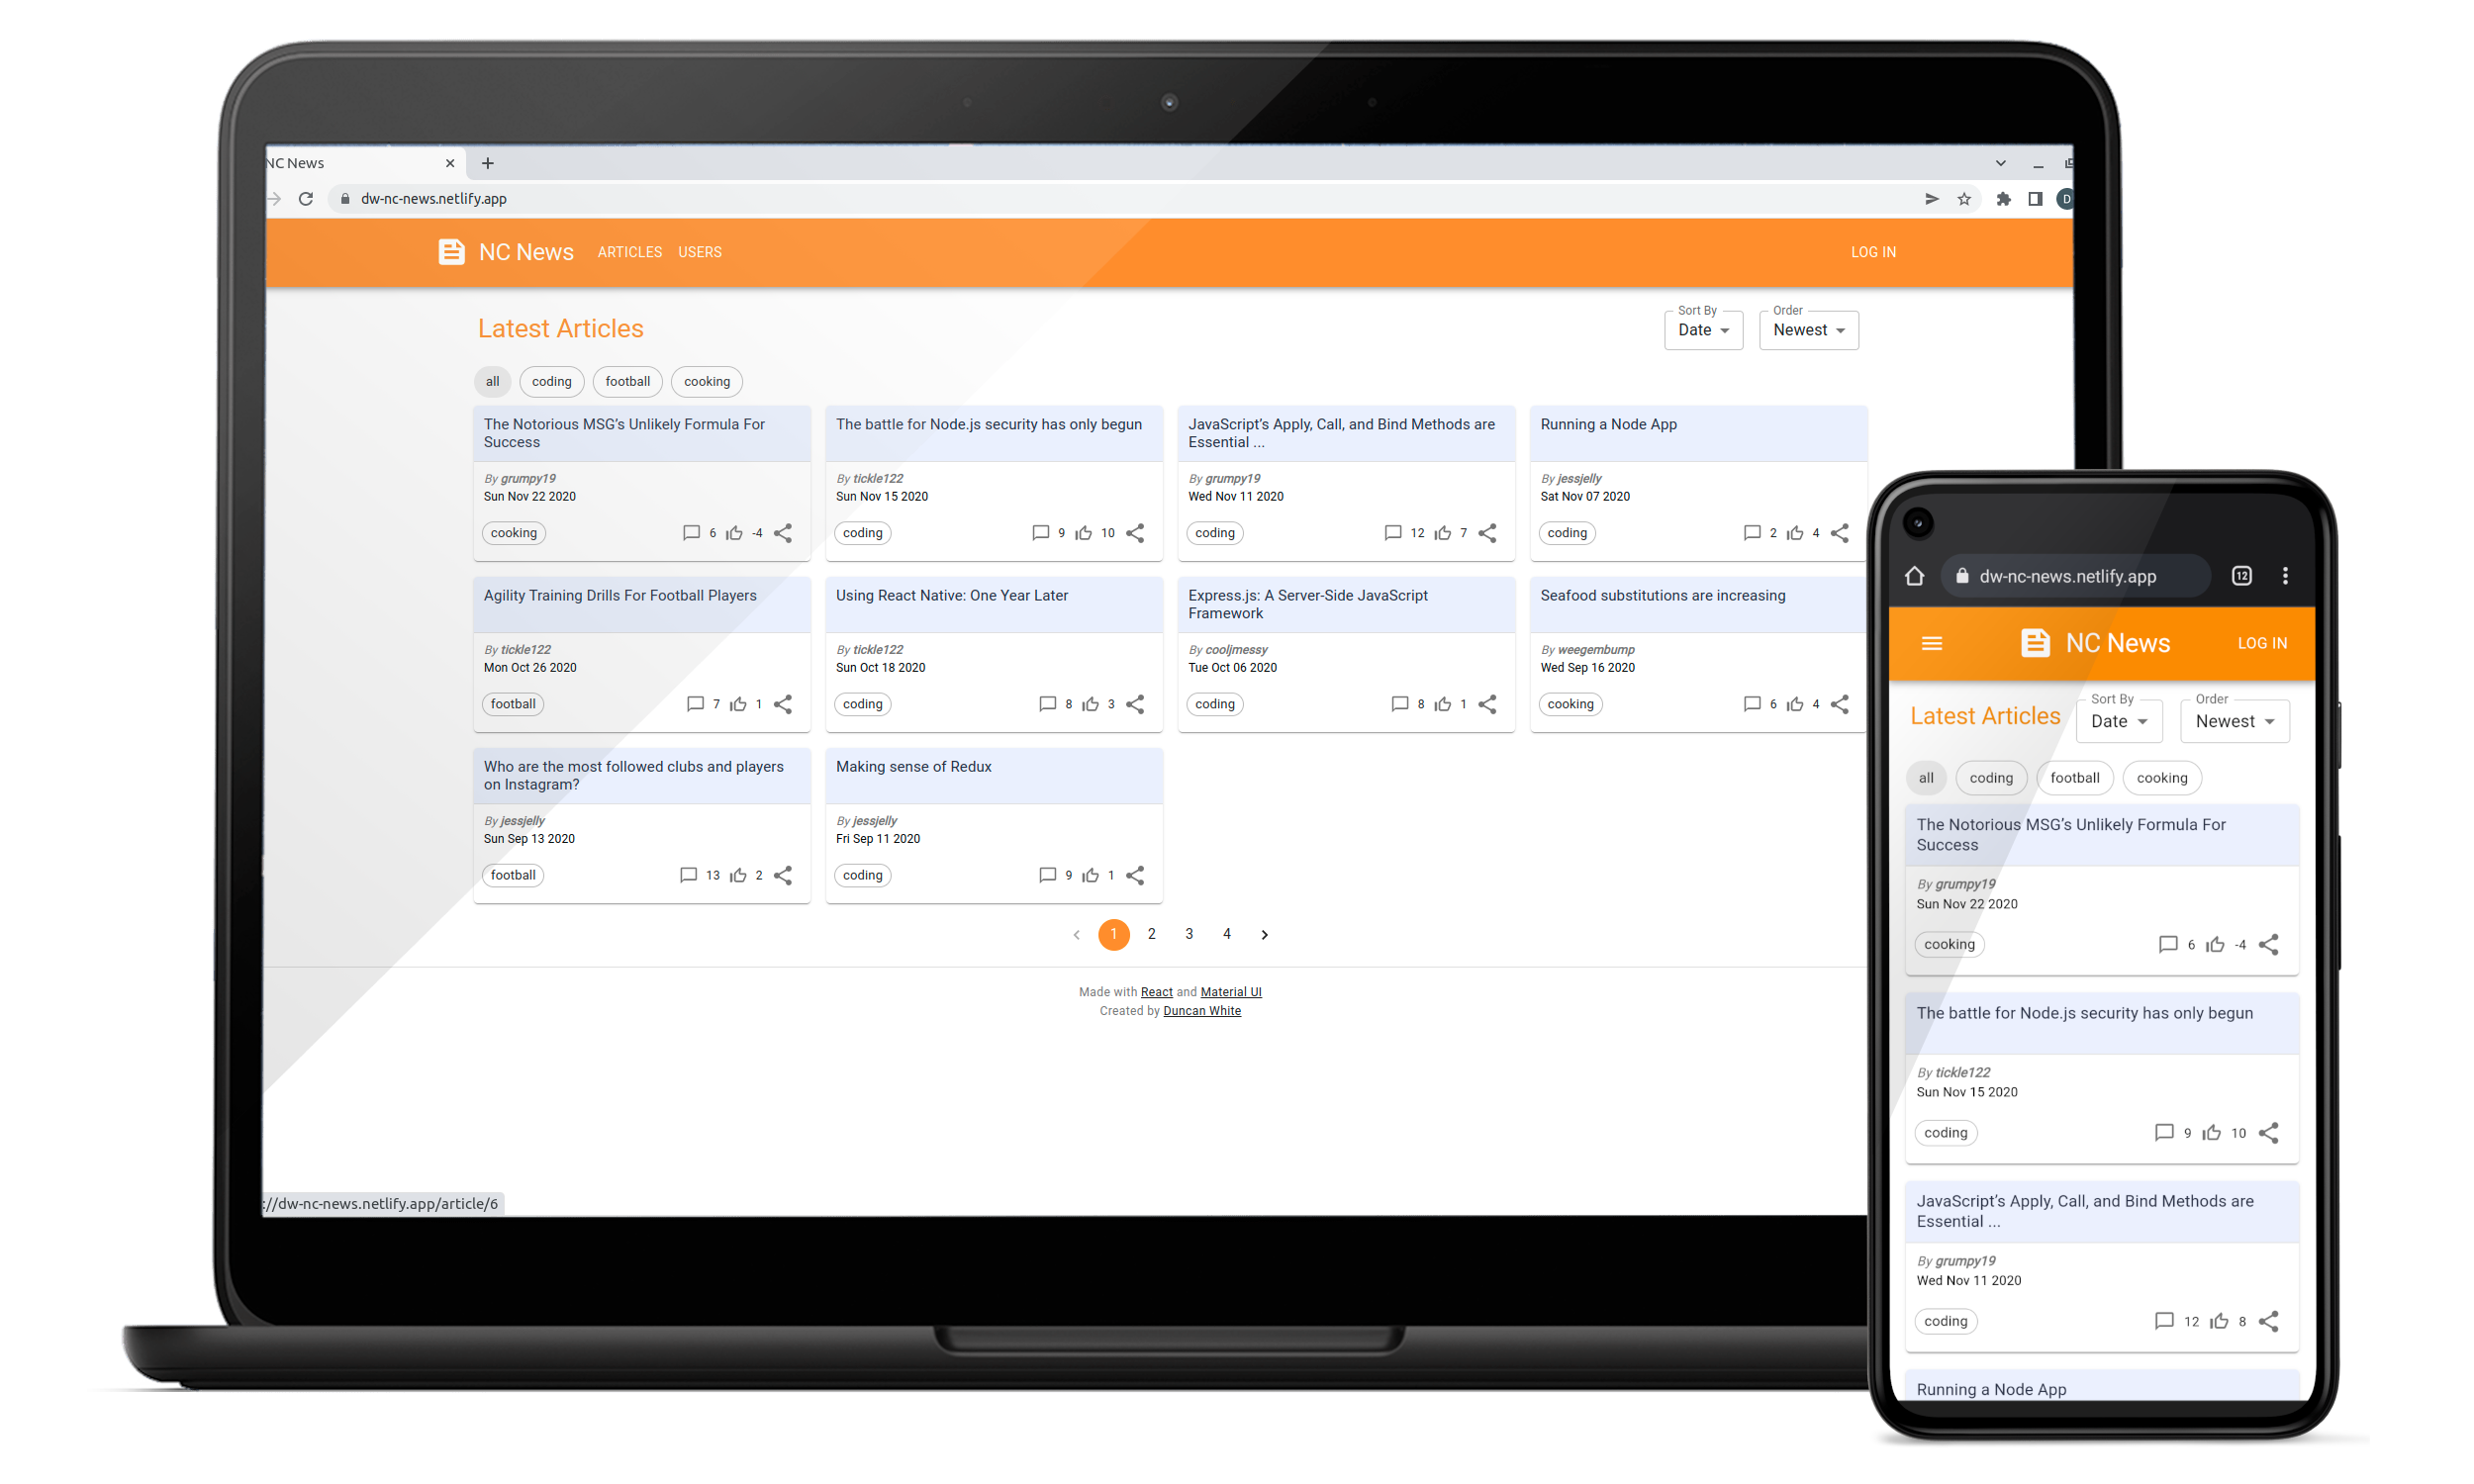 NC News
dw-nc-news.netlify.app
D
NC News ARTICLES USERS LOG IN
Latest Articles
Sort By
Date
Order
Newest
all coding football cooking
The Notorious MSG’s Unlikely Formula For
Success
By grumpy19
Sun Nov 22 2020
cooking 6 -4
The battle for Node.js security has only begun
By tickle122
Sun Nov 15 2020
coding 9 10
JavaScript’s Apply, Call, and Bind Methods are
Essential ...
By grumpy19
Wed Nov 11 2020
coding 12 7
Running a Node App
By jessjelly
Sat Nov 07 2020
coding 2 4
Agility Training Drills For Football Players
By tickle122
Mon Oct 26 2020
football 7 1
Using React Native: One Year Later
By tickle122
Sun Oct 18 2020
coding 8 3
Express.js: A Server-Side JavaScript
Framework
By cooljmessy
Tue Oct 06 2020
coding 8 1
Seafood substitutions are increasing
By weegembump
Wed Sep 16 2020
cooking 6 4
Who are the most followed clubs and players
on Instagram?
By jessjelly
Sun Sep 13 2020
football 13 2
Making sense of Redux
By jessjelly
Fri Sep 11 2020
coding 9 1
1 2 3 4
Made with React and Material UI
Created by Duncan White
://dw-nc-news.netlify.app/article/6
dw-nc-news.netlify.app 12
NC News LOG IN
Latest Articles
Sort By
Date
Order
Newest
all coding football cooking
The Notorious MSG’s Unlikely Formula For
Success
By grumpy19
Sun Nov 22 2020
cooking 6 -4
The battle for Node.js security has only begun
By tickle122
Sun Nov 15 2020
coding 9 10
JavaScript’s Apply, Call, and Bind Methods are
Essential ...
By grumpy19
Wed Nov 11 2020
coding 12 8
Running a Node App